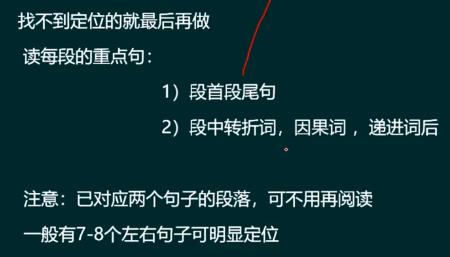 找不到定位的就最后再做
读每段的重点句：
1）段首段尾句
2）段中转折词，因果词 ，递进词后
注意：已对应两个句子的段落，可不用再阅读
一般有7-8个左右句子可明显定位